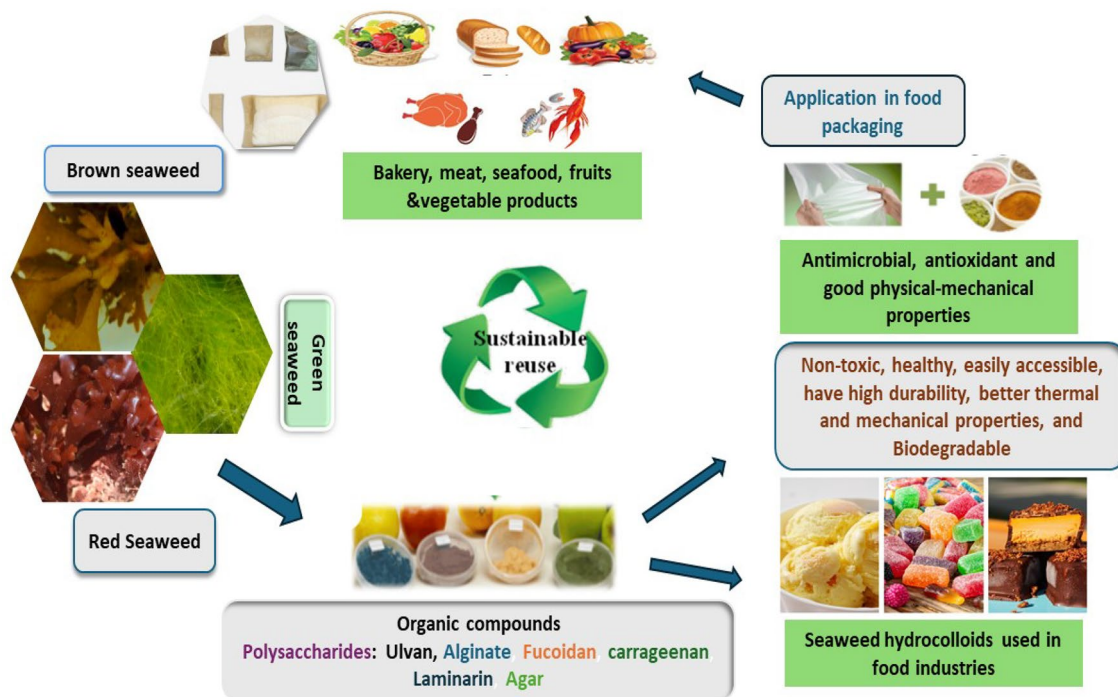 Application in food
packaging
Brown seaweed
Bakery, meat, seafood, fruits
&vegetable products
Antimicrobial, antioxidant and
good physical-mechanical
properties
Green
seaweed
Sustainable
reuse
Non-toxic, healthy, easily accessible,
have high durability, better thermal
and mechanical properties, and
Biodegradable
Red Seaweed
Organic compounds
Polysaccharides: Ulvan, Alginate, Fucoidan, carrageenan,
Laminarin, Agar
Seaweed hydrocolloids used in
food industries